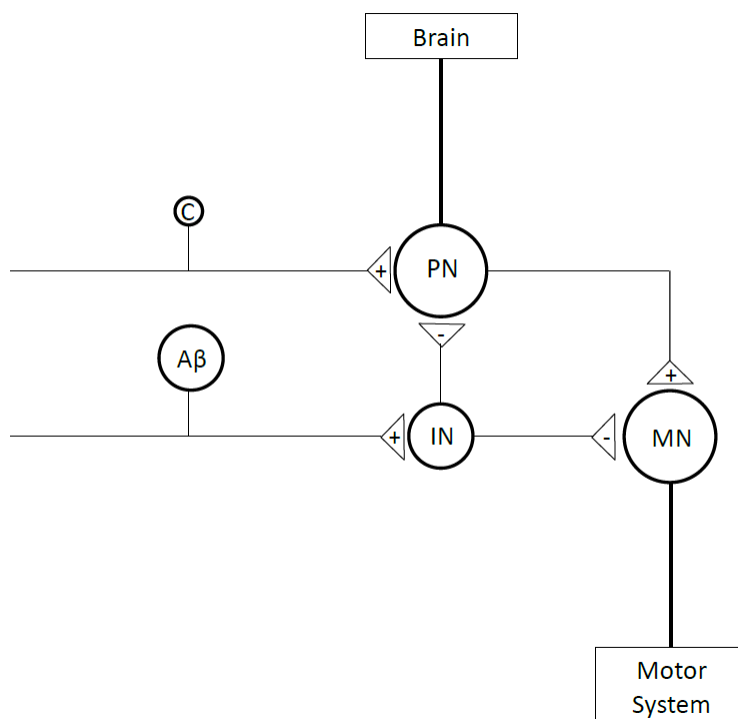 Brain
C
+
PN
-
Aβ
+
+
IN
-
MN
Motor
System